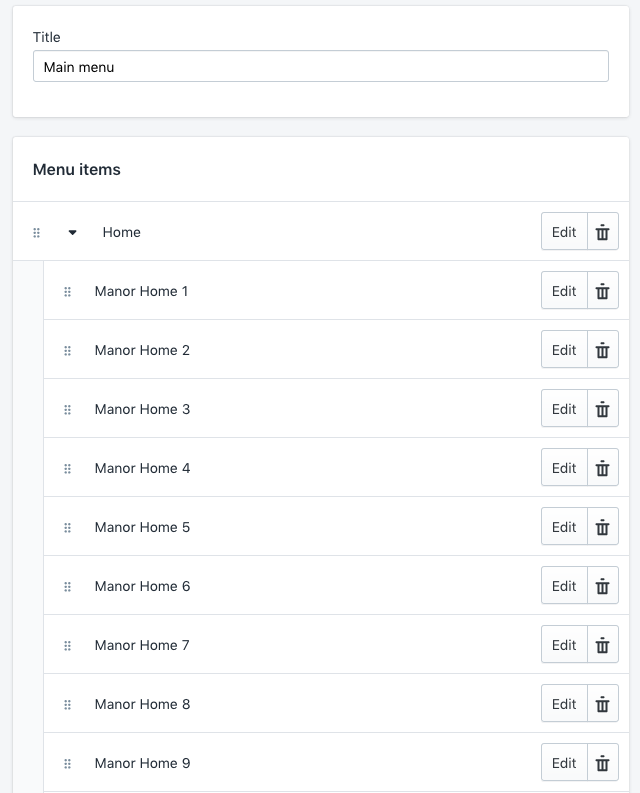 Title
Main menu
Menu items
Home Edit
Manor Home 1 Edit
Manor Home 2 Edit
Manor Home 3 Edit
Manor Home 4 Edit
Manor Home 5 Edit
Manor Home 6 Edit
Manor Home 7 Edit
Manor Home 8 Edit
Manor Home 9 Edit